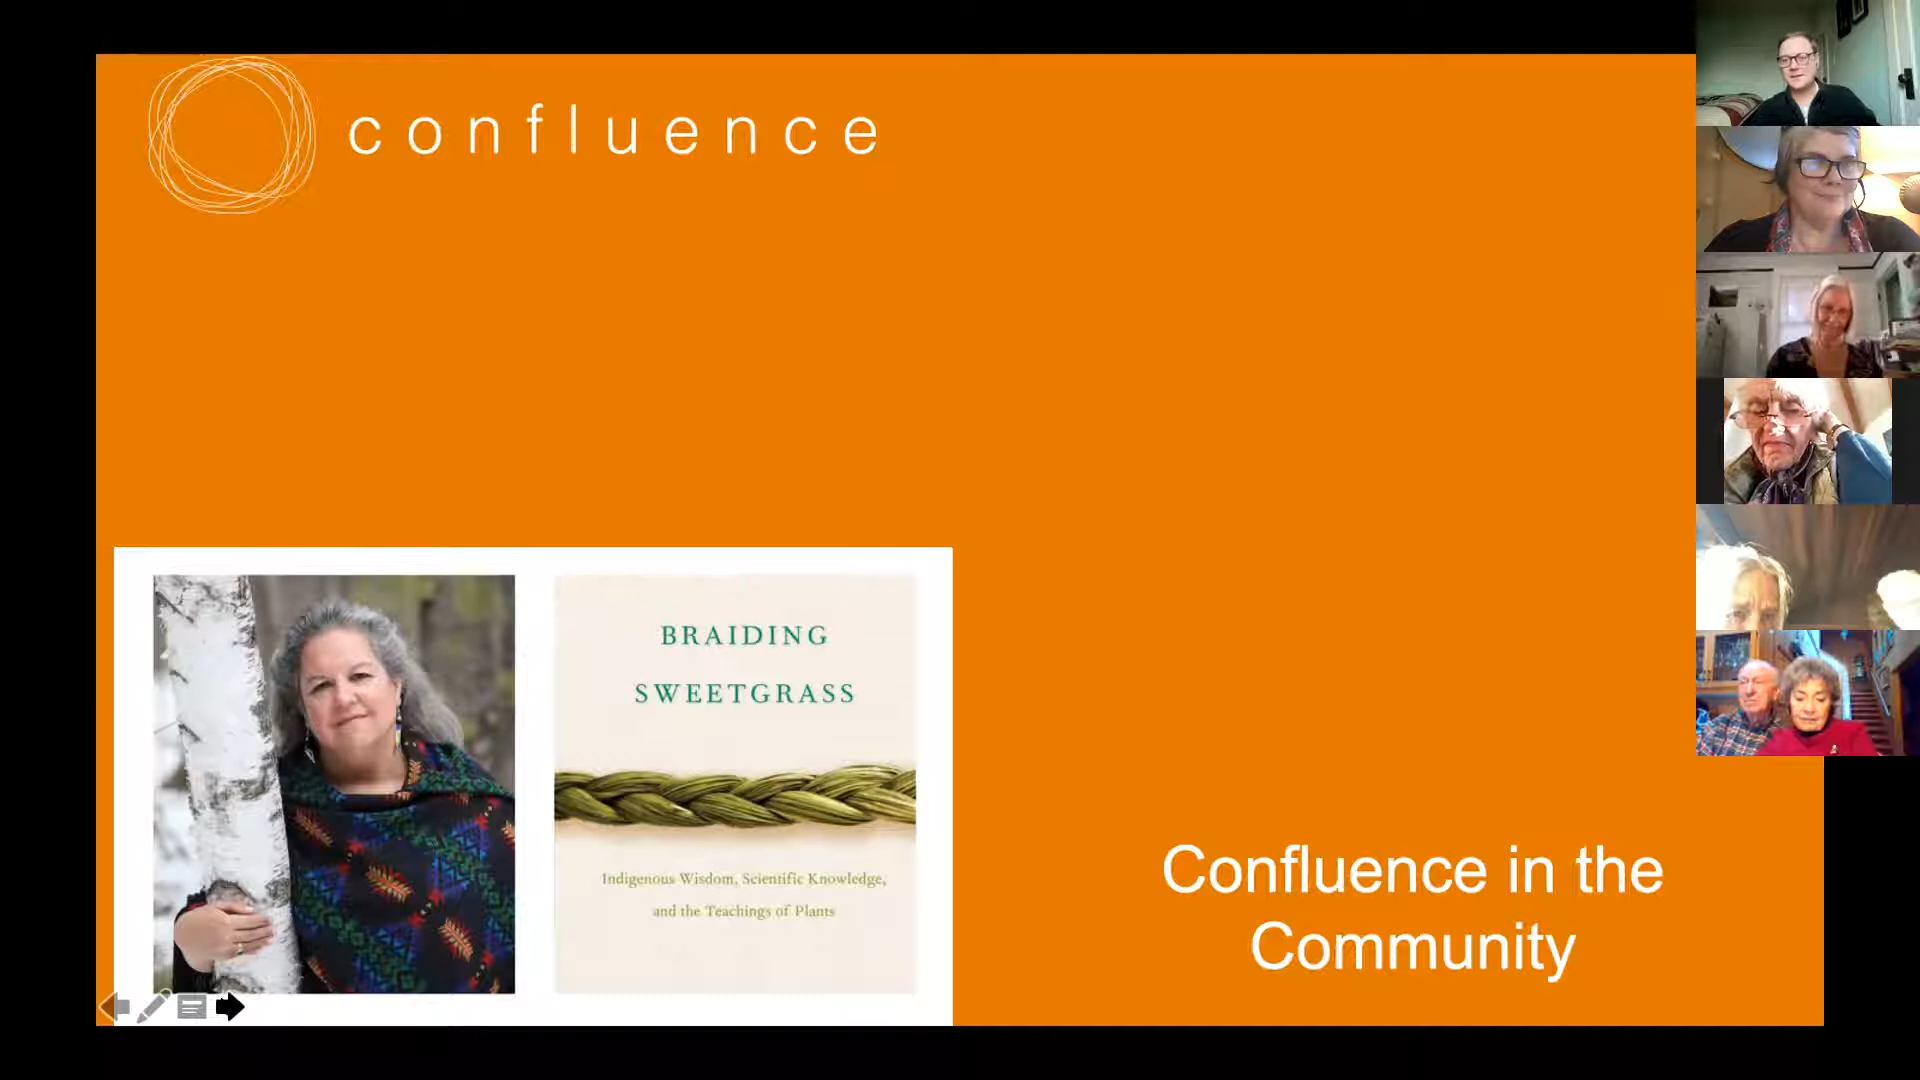 confluence
BRAIDING
SWEETGRASS
Indigenous Wisdom, Scientific Knowledge,
and the Teachings of Plants
Confluence in the
Community